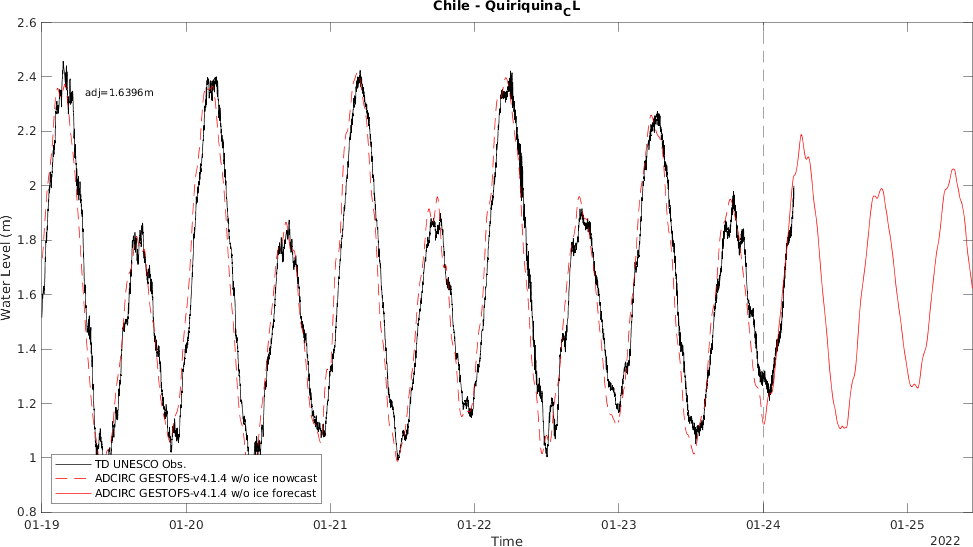 Chile - Quiriquina_CL
2.6
2.4
2.2
2
1.8
1.6
1.4
1.2
1
0.8
Water Level (m)
adj=1.6396m
TD UNESCO Obs.
ADCIRC GESTOFS-v4.1.4 w/o ice nowcast
ADCIRC GESTOFS-v4.1.4 w/o ice forecast
01-19 01-20 01-21 01-22 01-23 01-24 01-25
Time
2022